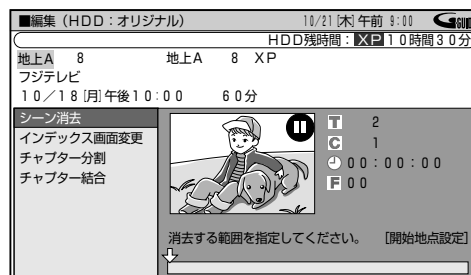 ■編集（HDD：オリジナル） 10/21[木]午前 9:00 GGUIDE
HDD残時間：XP10時間30分
地上A 8 地上A 8 XP
フジテレビ
10／18[月]午後10:00 60分
シーン消去
インデックス画面変更
チャプター分割
チャプター結合
T 2
C 1
00:00:00
F 00
消去する範囲を指定してください。 [開始地点設定]